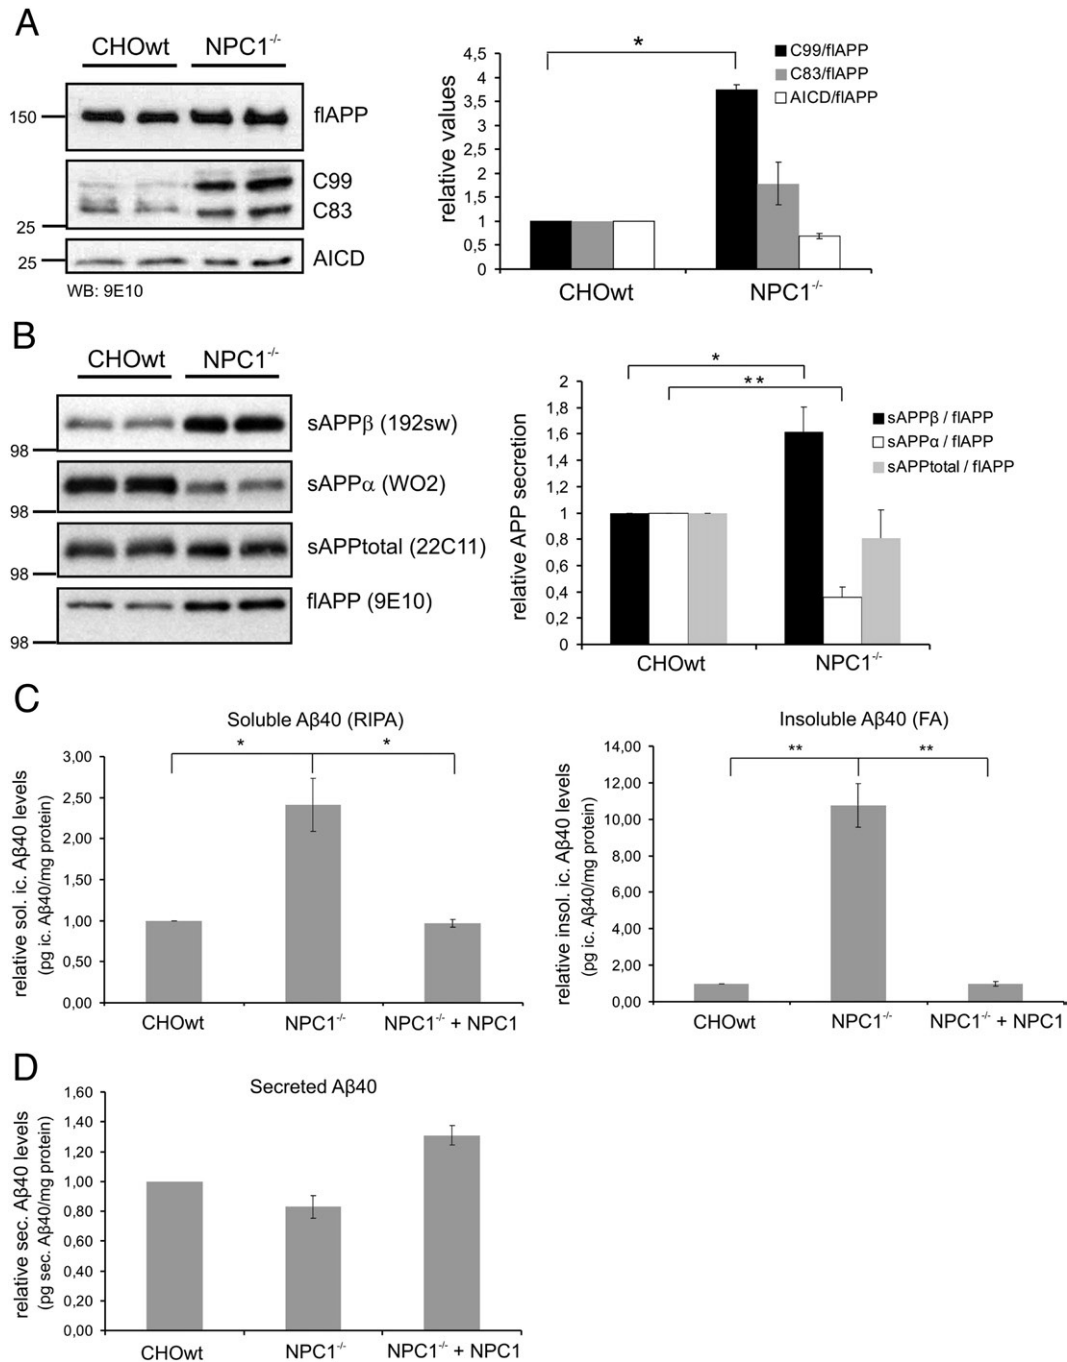 A
CHOwt NPC1-/-
150
flAPP
C99
C83
25
25
AICD
WB: 9E10
*
4,5
4
3,5
3
2,5
2
1,5
1
0,5
0
relative values
C99/flAPP
C83/flAPP
AICD/flAPP
CHOwt NPC1-/-
B
CHOwt NPC1-/-
sAPPβ (192sw)
98
sAPPα (WO2)
98
sAPPtotal (22C11)
98
flAPP (9E10)
98
*
**
2
1,8
1,6
1,4
1,2
1
0,8
0,6
0,4
0,2
0
relative APP secretion
sAPPβ / flAPP
sAPPα / flAPP
sAPPtotal / flAPP
CHOwt NPC1-/-
C
Soluble Aβ40 (RIPA)
* *
3,00
2,50
2,00
1,50
1,00
0,50
0,00
relative sol. ic. Aβ40 levels
(pg ic. Aβ40/mg protein)
CHOwt NPC1-/- NPC1-/- + NPC1
Insoluble Aβ40 (FA)
** **
14,00
12,00
10,00
8,00
6,00
4,00
2,00
0,00
relative insol. ic. Aβ40 levels
(pg ic. Aβ40/mg protein)
CHOwt NPC1-/- NPC1-/- + NPC1
D
Secreted Aβ40
1,60
1,40
1,20
1,00
0,80
0,60
0,40
0,20
0,00
relative sec. Aβ40 levels
(pg sec. Aβ40/mg protein)
CHOwt NPC1-/- NPC1-/- + NPC1